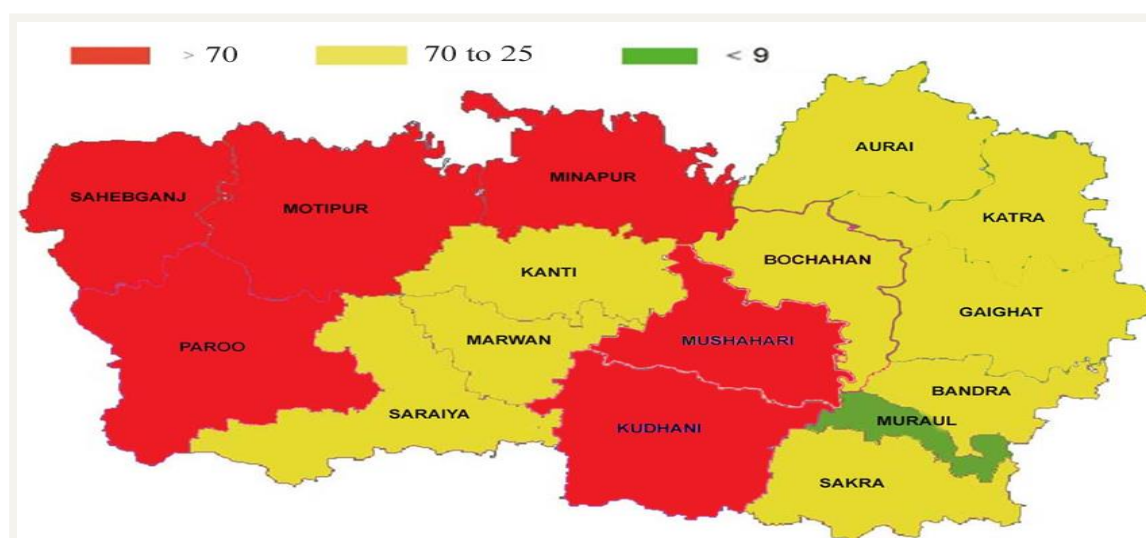 > 70 70 to 25 < 9
AURAI
MINAPUR
SAHEBGANJ
MOTIPUR
KATRA
BOCHAHAN
KANTI
GAIGHAT
MARWAN
MUSHAHARI
PAROO
BANDRA
SARAIYA
MURAUL
KUDHANI
SAKRA